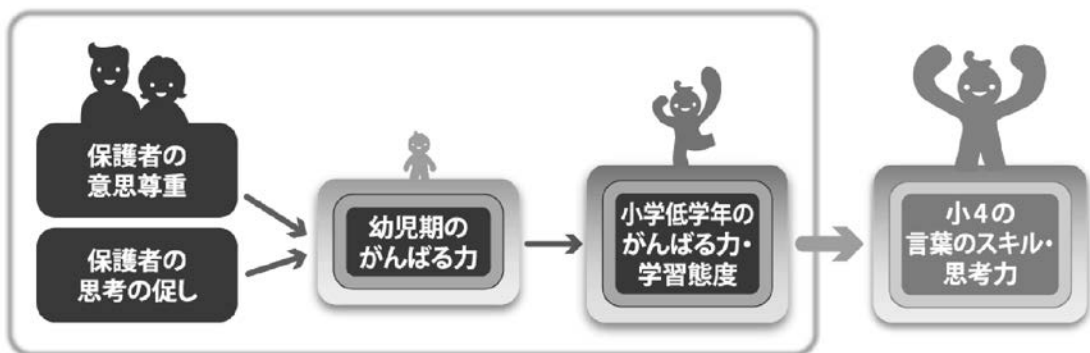 保護者の
意思尊重
保護者の
思考の促し
幼児期の
がんばる力
小学低学年の
がんばる力・
学習態度
小4の
言葉のスキル・
思考力